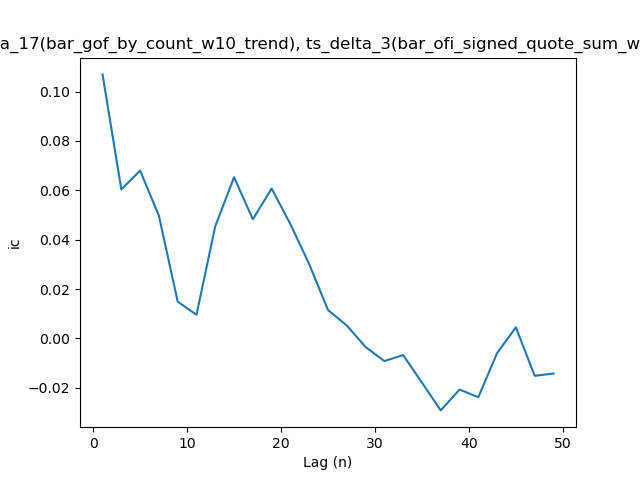 a_17(bar_gof_by_count_w10_trend), ts_delta_3(bar_ofi_signed_quote_sum_w
0.10
0.08
0.06
0.04
0.02
0.00
−0.02
ic
0 10 20 30 40 50
Lag (n)